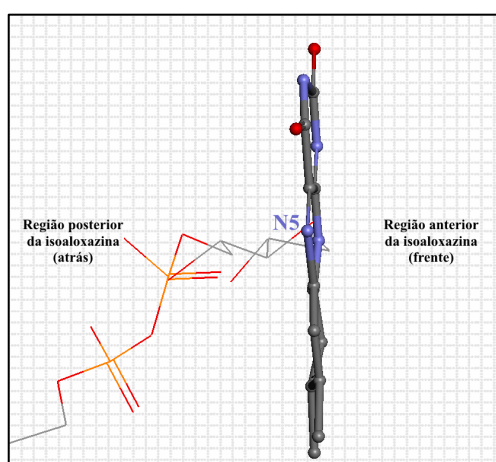 N5
Região posterior
da isoaloxazina
(atrás)
Região anterior
da isoaloxazina
(frente)